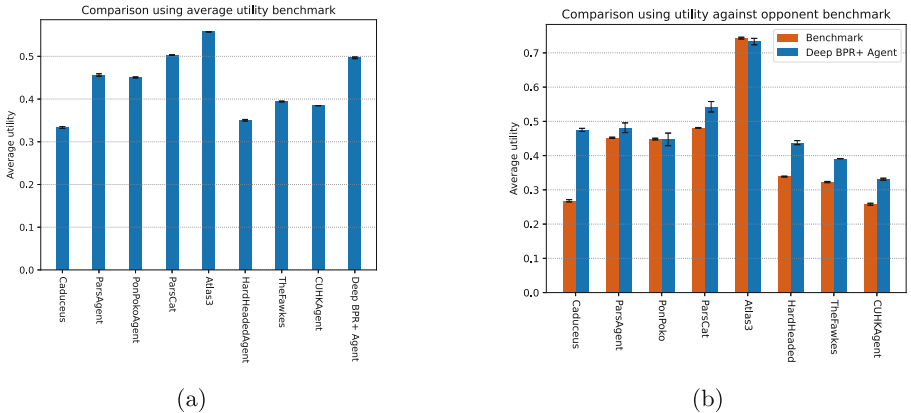 Comparison using average utility benchmark
Average utility
0.5
0.4
0.3
0.2
0.1
0.0
Caduceus
ParsAgent
PonPokoAgent
ParsCat
Atlas3
HardHeadedAgent
TheFawkes
CUHKAgent
Deep BPR+ Agent
(a)
Comparison using utility against opponent benchmark
Benchmark
Deep BPR+ Agent
Average utility
0.7
0.6
0.5
0.4
0.3
0.2
0.1
0.0
Caduceus
ParsAgent
PonPoko
ParsCat
Atlas3
HardHeaded
TheFawkes
CUHKAgent
(b)